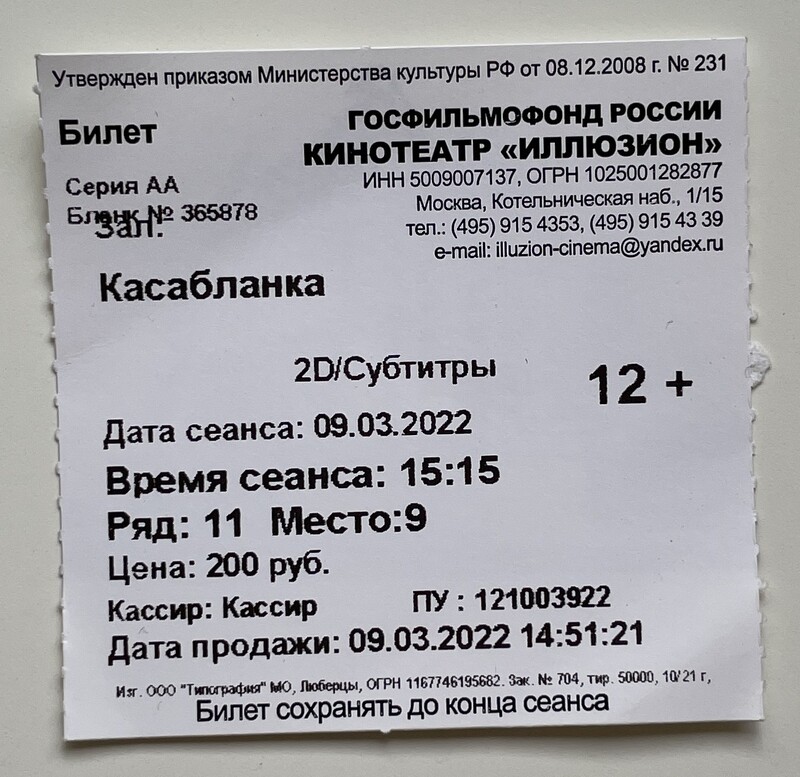 Утвержден приказом Министерства культуры РФ от 08.12.2008 г. № 231
Билет
ГОСФИЛЬМОФОНД РОССИИ
КИНОТЕАТР «ИЛЛЮЗИОН»
ИНН 5009007137, ОГРН 1025001282877
Москва, Котельническая наб., 1/15
тел.: (495) 915 4353, (495) 915 43 39
e-mail: illuzion-cinema@yandex.ru
Серия АА
Бланк № 365878
Зал:
Касабланка
2D/Субтитры
12 +
Дата сеанса: 09.03.2022
Время сеанса: 15:15
Ряд: 11 Место:9
Цена: 200 руб.
Кассир: Кассир ПУ : 121003922
Дата продажи: 09.03.2022 14:51:21
Изг. ООО "Типография" МО, Люберцы, ОГРН 1167746195682. Зак. № 704, тир. 50000, 10/21 г,
Билет сохранять до конца сеанса